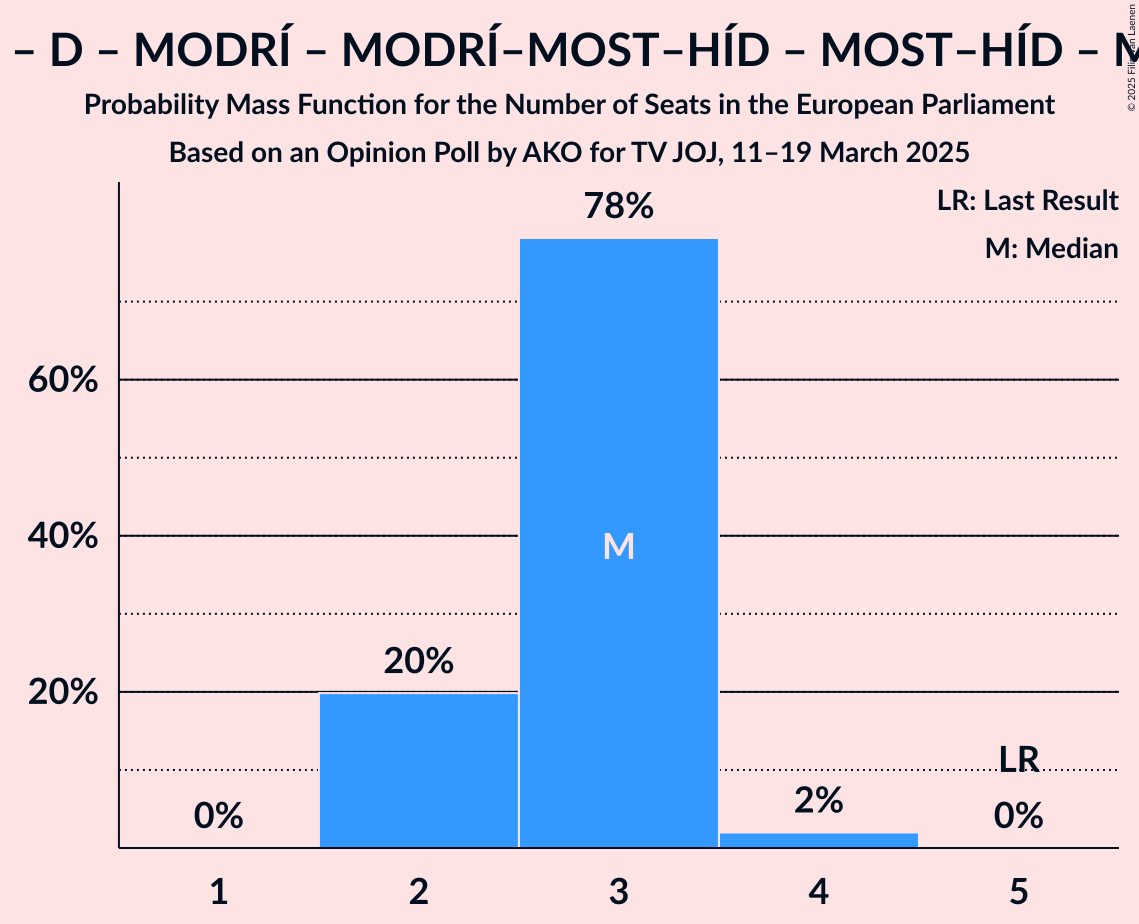 – D – MODRÍ – MODRÍ–MOST–HÍD – MOST–HÍD –
Probability Mass Function for the Number of Seats in the European Parliament
Based on an Opinion Poll by AKO for TV JOJ, 11–19 March 2025
LR: Last Result
M: Median
78%
60%
40%
M
20%
20%
LR
2%
0%
0%
1
2
3
4
5